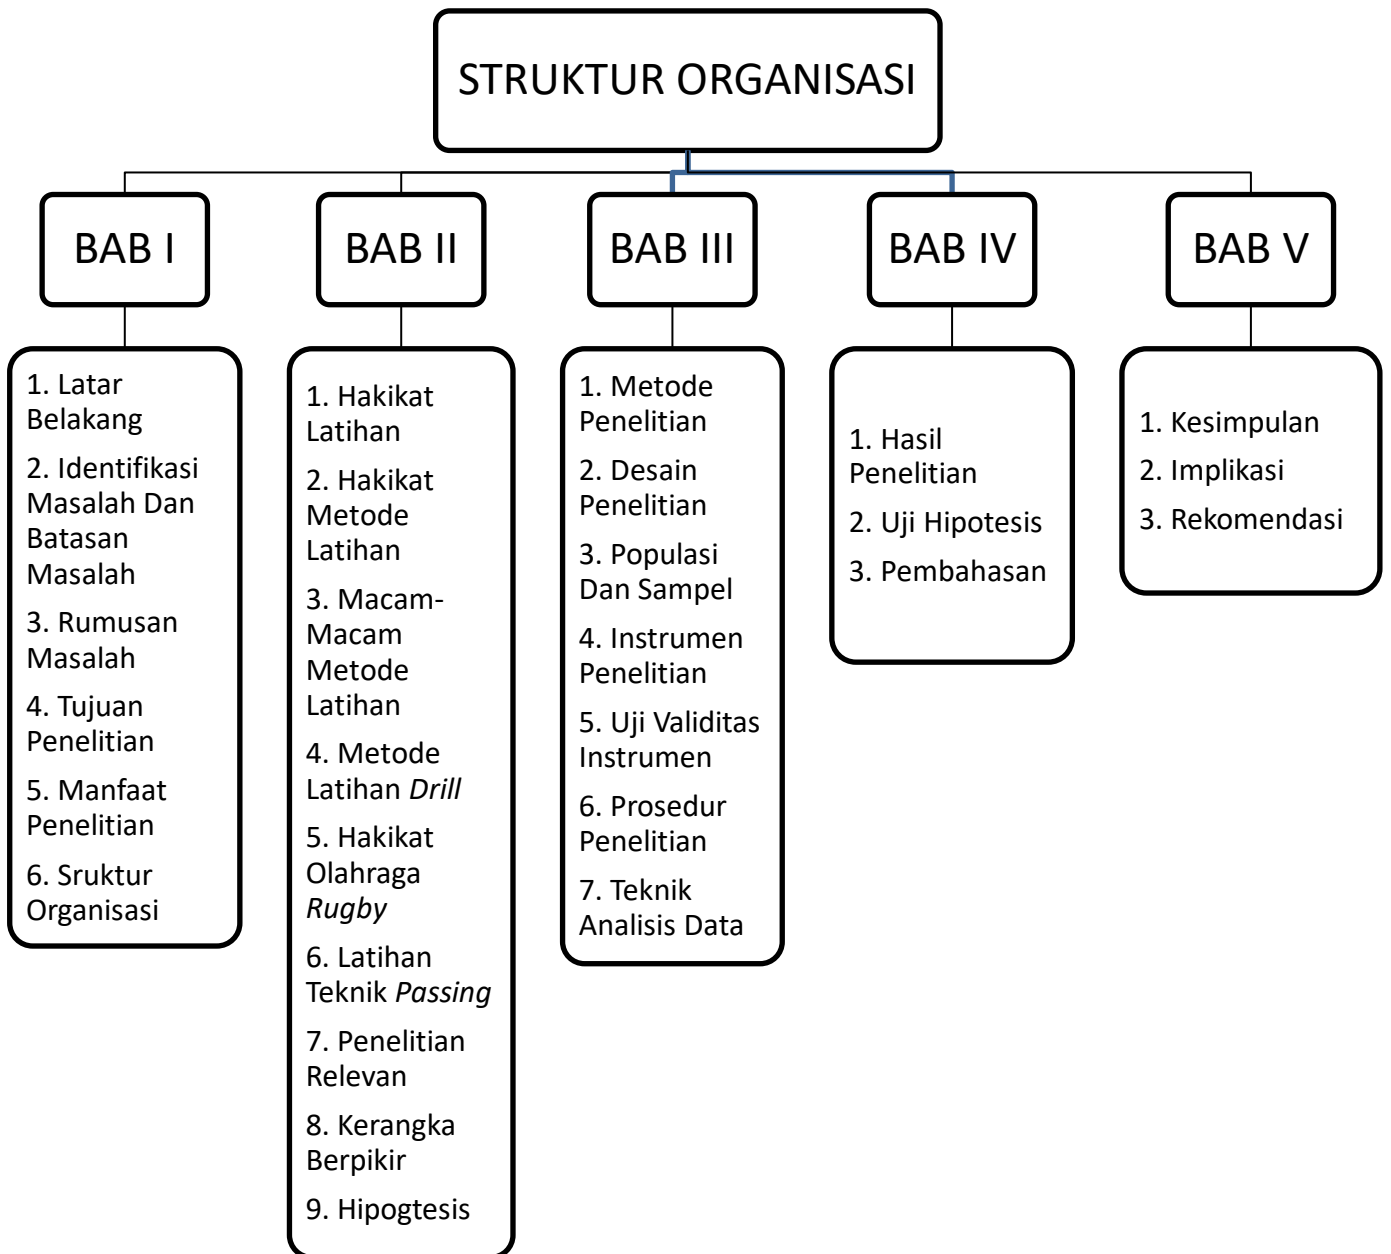 STRUKTUR ORGANISASI
BAB I
BAB II
BAB III
BAB IV
BAB V
1. Latar
Belakang
2. Identifikasi
Masalah Dan
Batasan
Masalah
3. Rumusan
Masalah
4. Tujuan
Penelitian
5. Manfaat
Penelitian
6. Sruktur
Organisasi
1. Hakikat
Latihan
2. Hakikat
Metode
Latihan
3. Macam-
Macam
Metode
Latihan
4. Metode
Latihan Drill
5. Hakikat
Olahraga
Rugby
6. Latihan
Teknik Passing
7. Penelitian
Relevan
8. Kerangka
Berpikir
9. Hipogtesis
1. Metode
Penelitian
2. Desain
Penelitian
3. Populasi
Dan Sampel
4. Instrumen
Penelitian
5. Uji Validitas
Instrumen
6. Prosedur
Penelitian
7. Teknik
Analisis Data
1. Hasil
Penelitian
2. Uji Hipotesis
3. Pembahasan
1. Kesimpulan
2. Implikasi
3. Rekomendasi